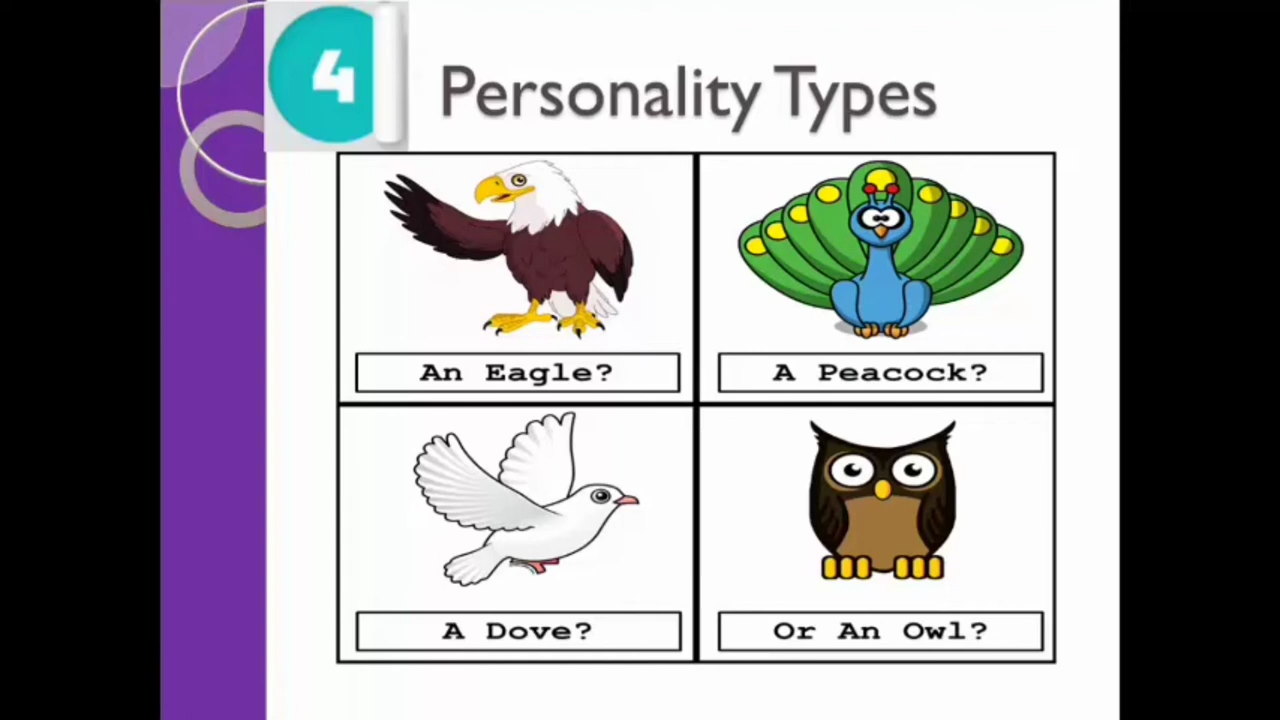 4 Personality Types
An Eagle?
A Peacock?
A Dove?
Or An Owl?